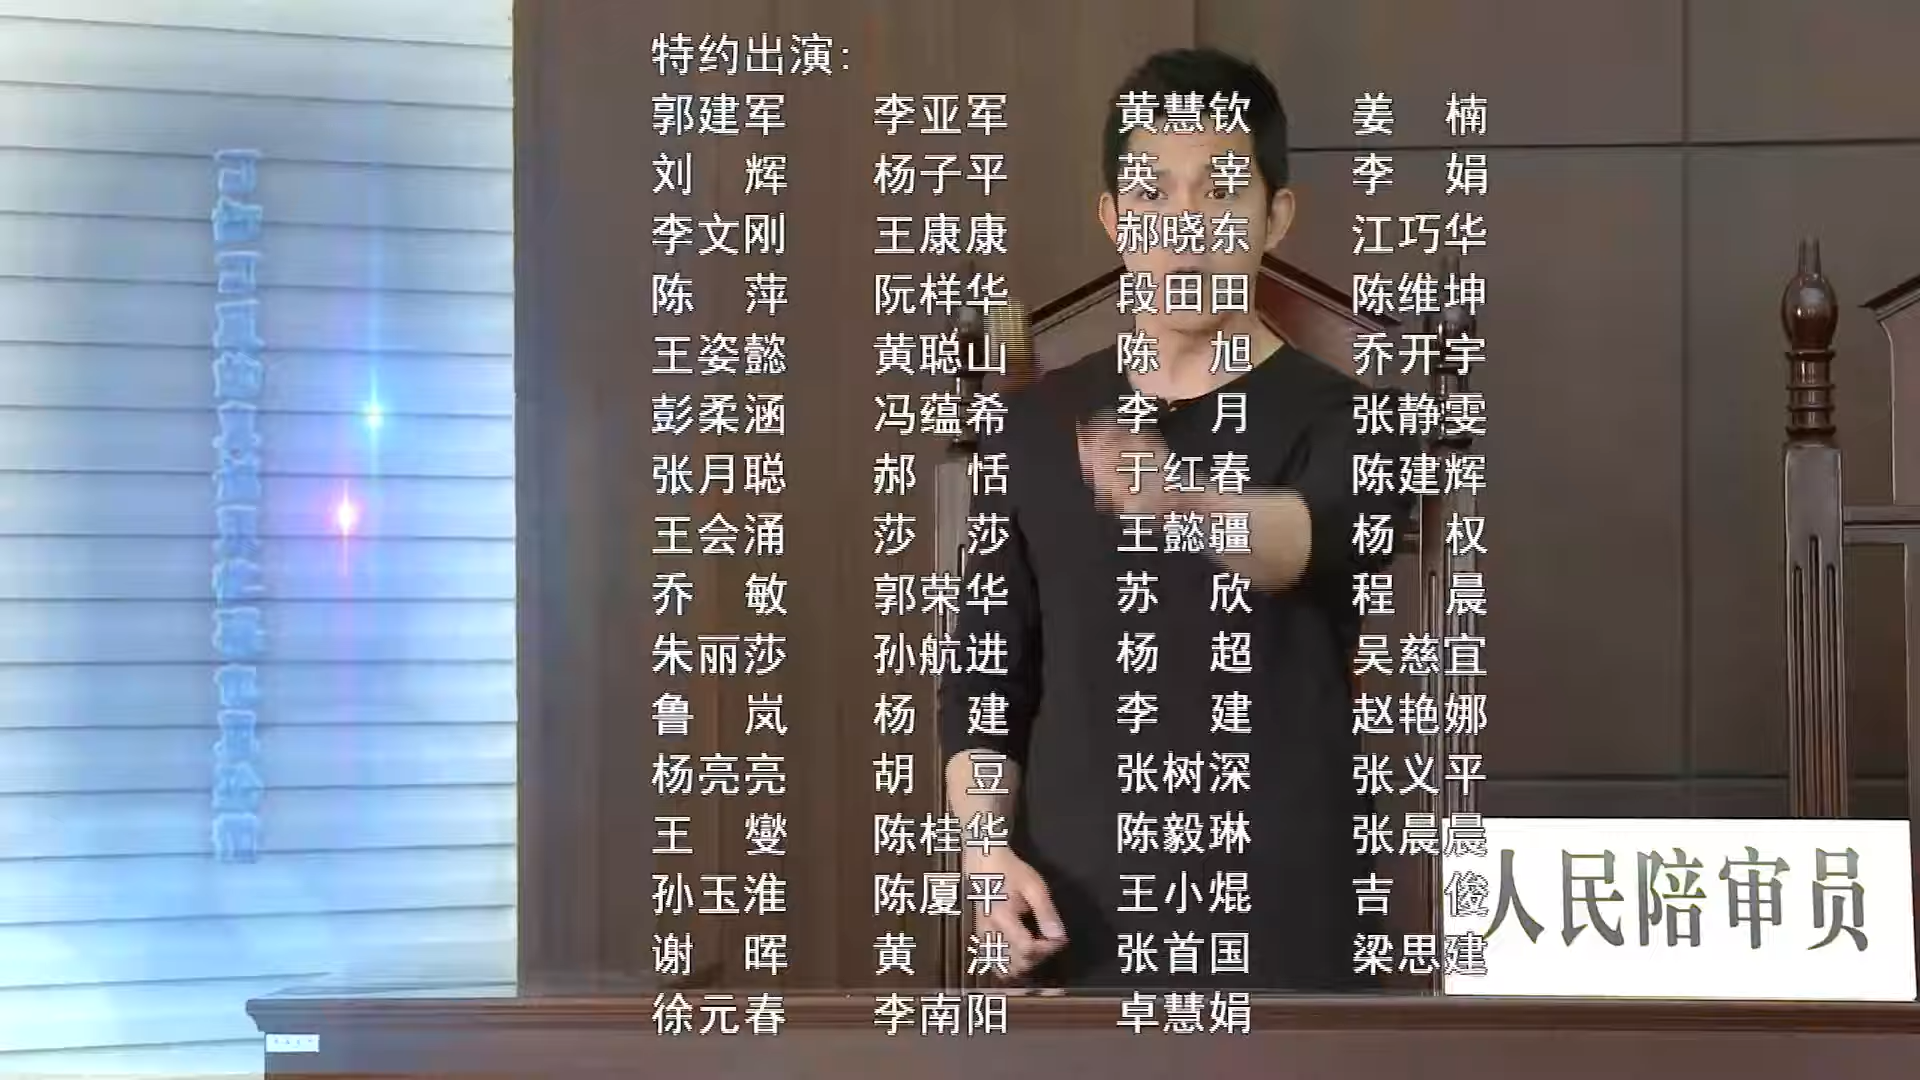 特约出演:
郭建军 李亚军 黄慧钦 姜楠
刘辉 杨子平 英宰 李娟
李文刚 王康康 郝晓东 江巧华
陈萍 阮样华 段田田 陈维坤
王姿懿 黄聪山 陈旭 乔开宇
彭柔涵 冯蕴希 李月 张静雯
张月聪 郝恬 于红春 陈建辉
王会涌 莎莎 王懿疆 杨权
乔敏 郭荣华 苏欣 程晨
朱丽莎 孙航进 杨超 吴慈宜
鲁岚 杨建 李建 赵艳娜
杨亮亮 胡豆 张树深 张义平
王燮 陈桂华 陈毅琳 张晨晨
孙玉淮 陈厦平 王小焜 吉俊
谢晖 黄洪 张首国 梁思建
徐元春 李南阳 卓慧娟
人民陪审员